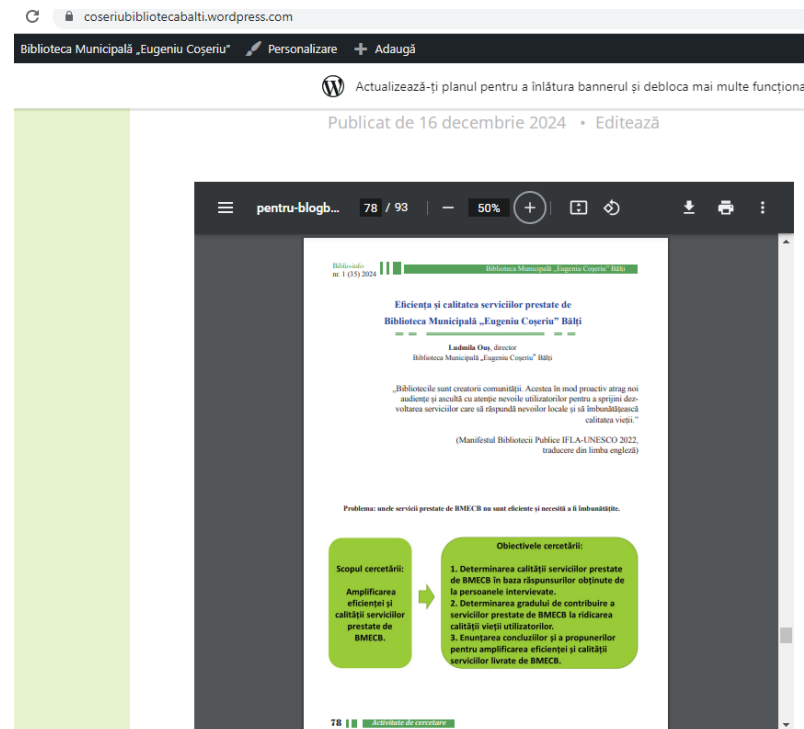 coseriubibliotecabalti.wordpress.com
Biblioteca Municipală „Eugeniu Coșeriu” Personalizare Adaugă
Actualizează-ți planul pentru a înlătura bannerul și debloca mai multe funcționa
Publicat de 16 decembrie 2024 • Editează
pentru-blogb... 78 / 93 50%
Biblioinfo
nr. 1 (35) 2024
Biblioteca Municipală „Eugeniu Coșeriu” Bălți
Eficiența și calitatea serviciilor prestate de
Biblioteca Municipală „Eugeniu Coșeriu” Bălți
Ludmila Ouș, director
Biblioteca Municipală „Eugeniu Coșeriu” Bălți
„Bibliotecile sunt creatorii comunității. Acestea în mod proactiv atrag noi
audiențe și ascultă cu atenție nevoile utilizatorilor pentru a sprijini dez-
voltarea serviciilor care să răspundă nevoilor locale și să îmbunătățească
calitatea vieții.”
(Manifestul Bibliotecii Publice IFLA-UNESCO 2022,
traducere din limba engleză)
Problema: unele servicii prestate de BMECB nu sunt eficiente și necesită a fi îmbunătățite.
Scopul cercetării:
Amplificarea
eficienței și
calității serviciilor
prestate de
BMECB.
Obiectivele cercetării:
1. Determinarea calității serviciilor prestate
de BMECB în baza răspunsurilor obținute de
la persoanele intervievate.
2. Determinarea gradului de contribuire a
serviciilor prestate de BMECB la ridicarea
calității vieții utilizatorilor.
3. Enunțarea concluziilor și a propunerilor
pentru amplificarea eficienței și calității
serviciilor livrate de BMECB.
78 Activitate de cercetare